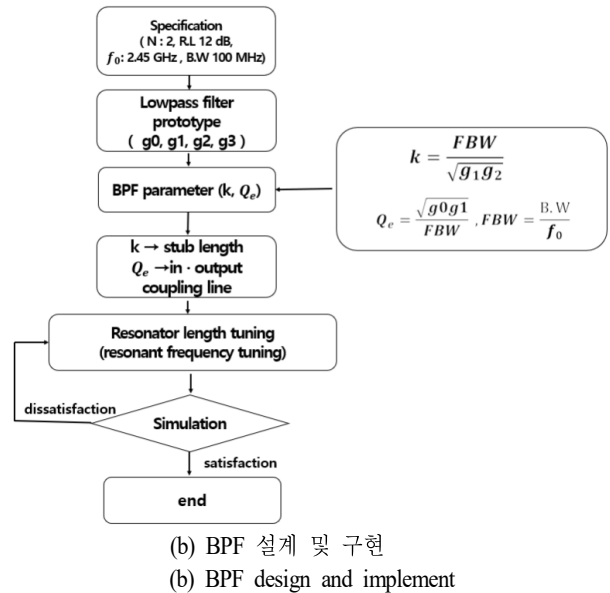 Specification
( N : 2, R.L 12 dB,
f₀: 2.45 GHz , B.W 100 MHz)
Lowpass filter
prototype
( g0, g1, g2, g3 )
BPF parameter (k, Qₑ)
k = FBW / √g₁g₂
Qₑ = √g0g1 / FBW , FBW = B.W / f₀
k → stub length
Qₑ →in · output
coupling line
Resonator length tuning
(resonant frequency tuning)
dissatisfaction
Simulation
satisfaction
end
(b) BPF 설계 및 구현
(b) BPF design and implement